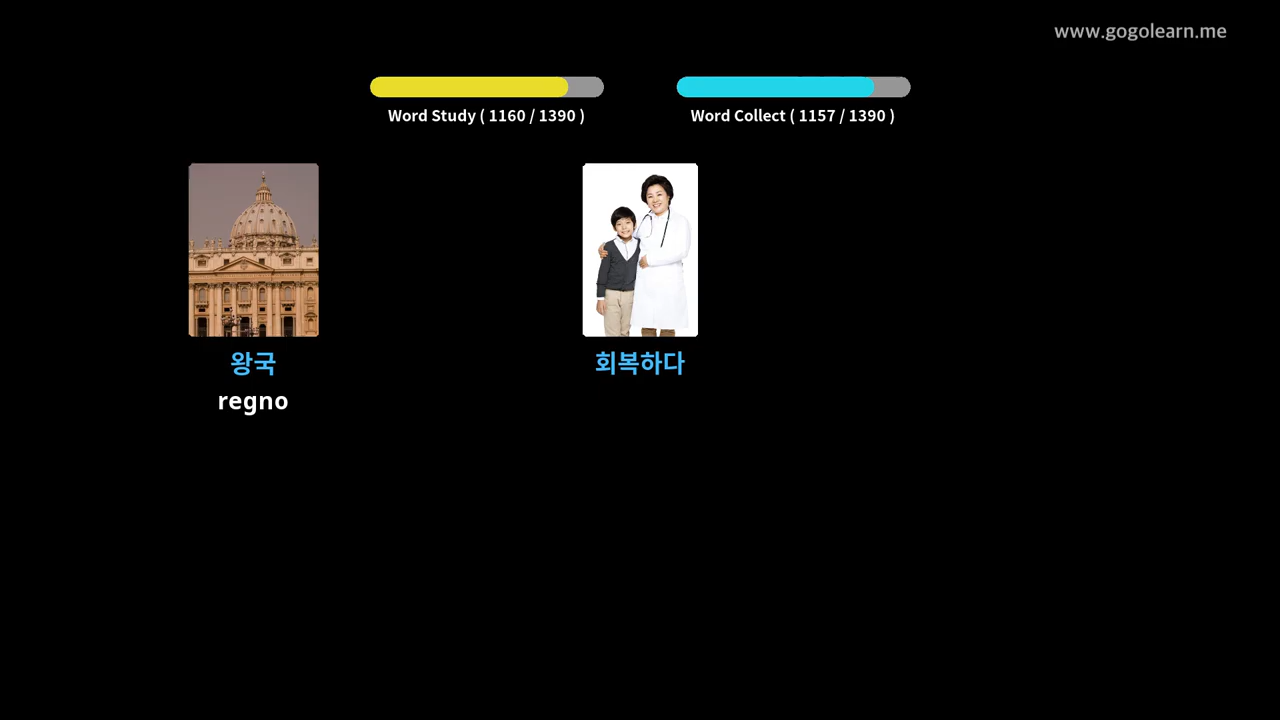 www.gogolearn.me
Word Study ( 1160 / 1390 )
Word Collect ( 1157 / 1390 )
왕국
regno
회복하다